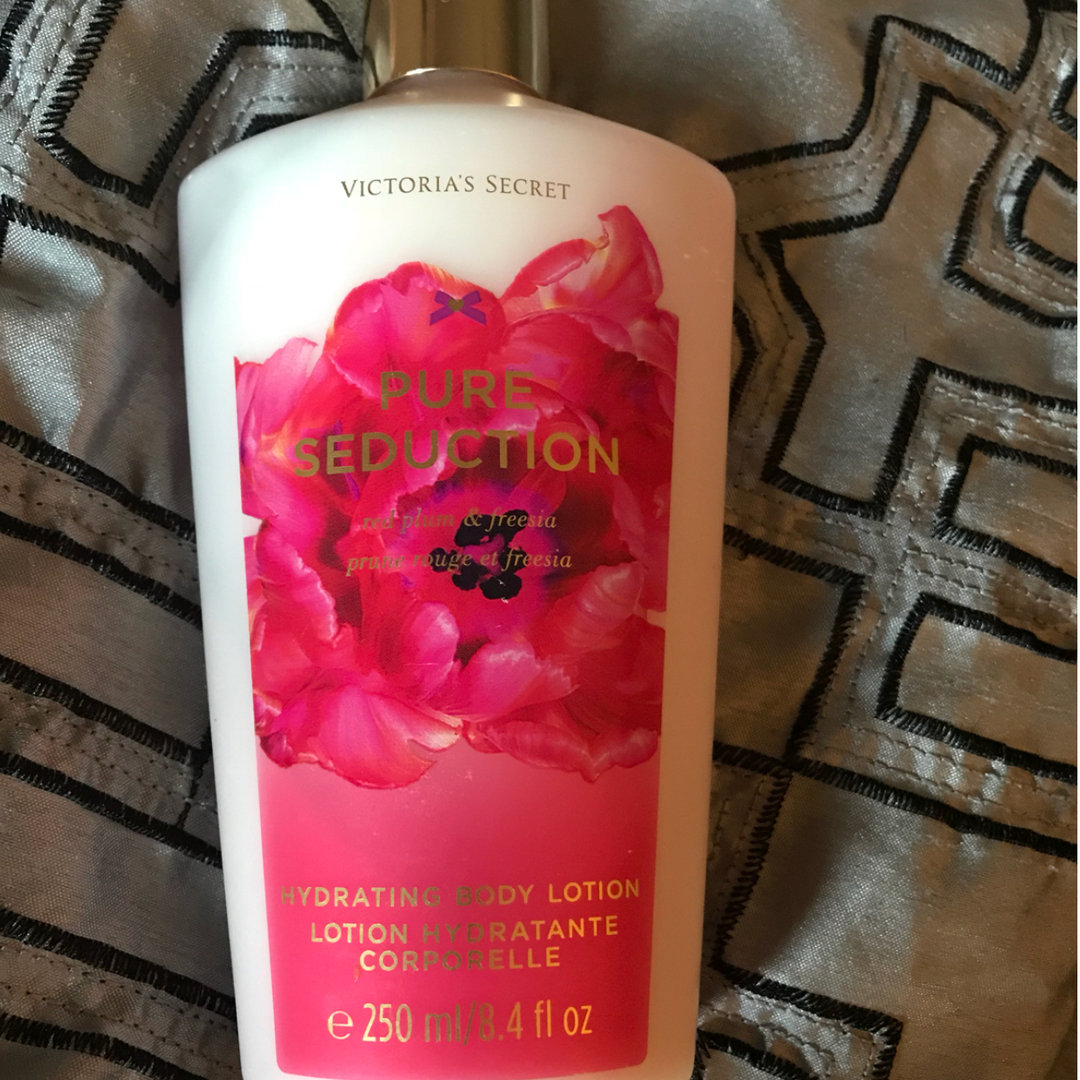 VICTORIA'S SECRET
PURE
SEDUCTION
red plum & freesia
prune rouge et freesia
HYDRATING BODY LOTION
LOTION HYDRATANTE
CORPORELLE
℮ 250 ml/8.4 fl oz